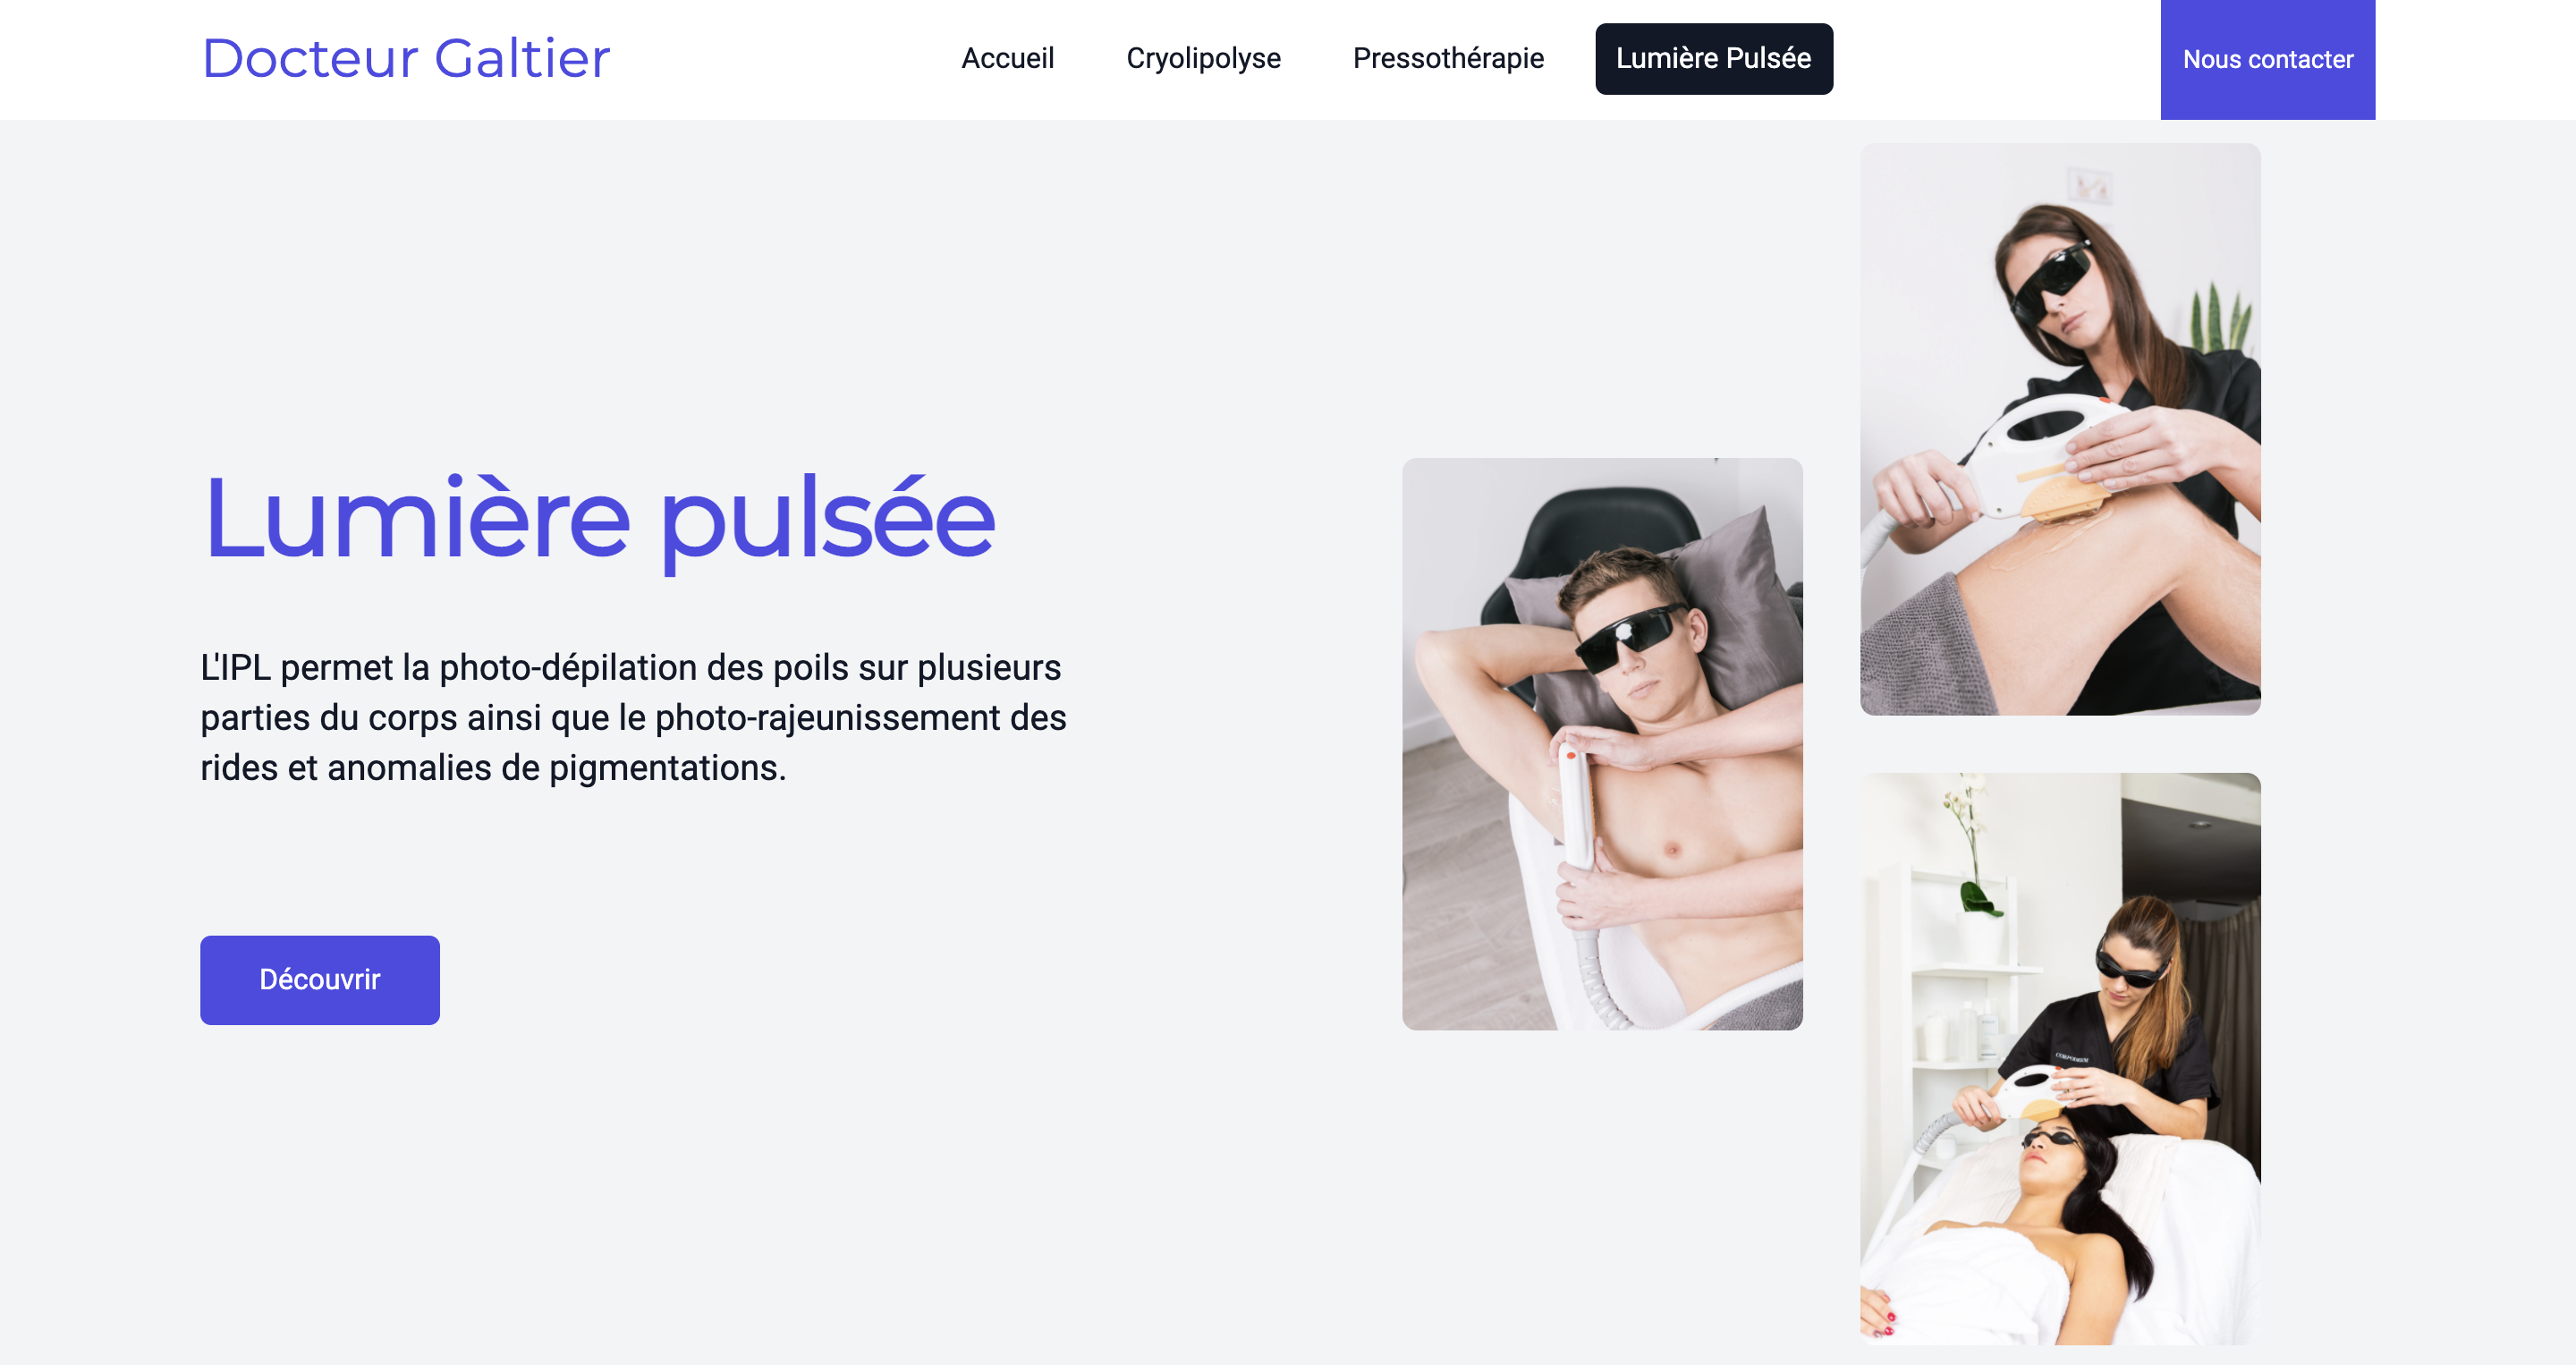 Docteur Galtier
Accueil
Cryolipolyse
Pressothérapie
Lumière Pulsée
Nous contacter
Lumière pulsée
L'IPL permet la photo-dépilation des poils sur plusieurs
parties du corps ainsi que le photo-rajeunissement des
rides et anomalies de pigmentations.
Découvrir